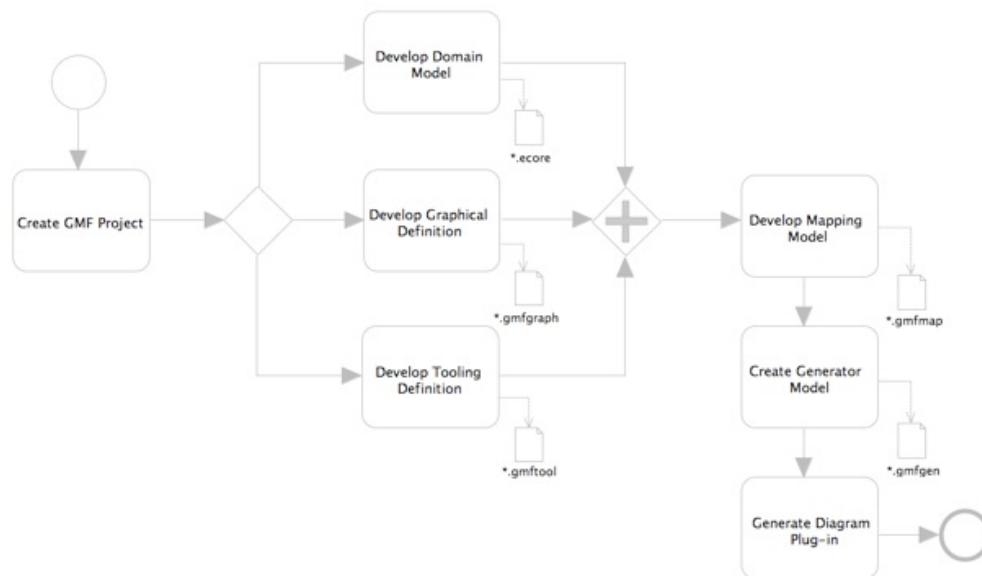 Create GMF Project
Develop Domain
Model
*.ecore
Develop Graphical
Definition
*.gmfgraph
Develop Tooling
Definition
*.gmftool
Develop Mapping
Model
*.gmfmap
Create Generator
Model
*.gmfgen
Generate Diagram
Plug-in